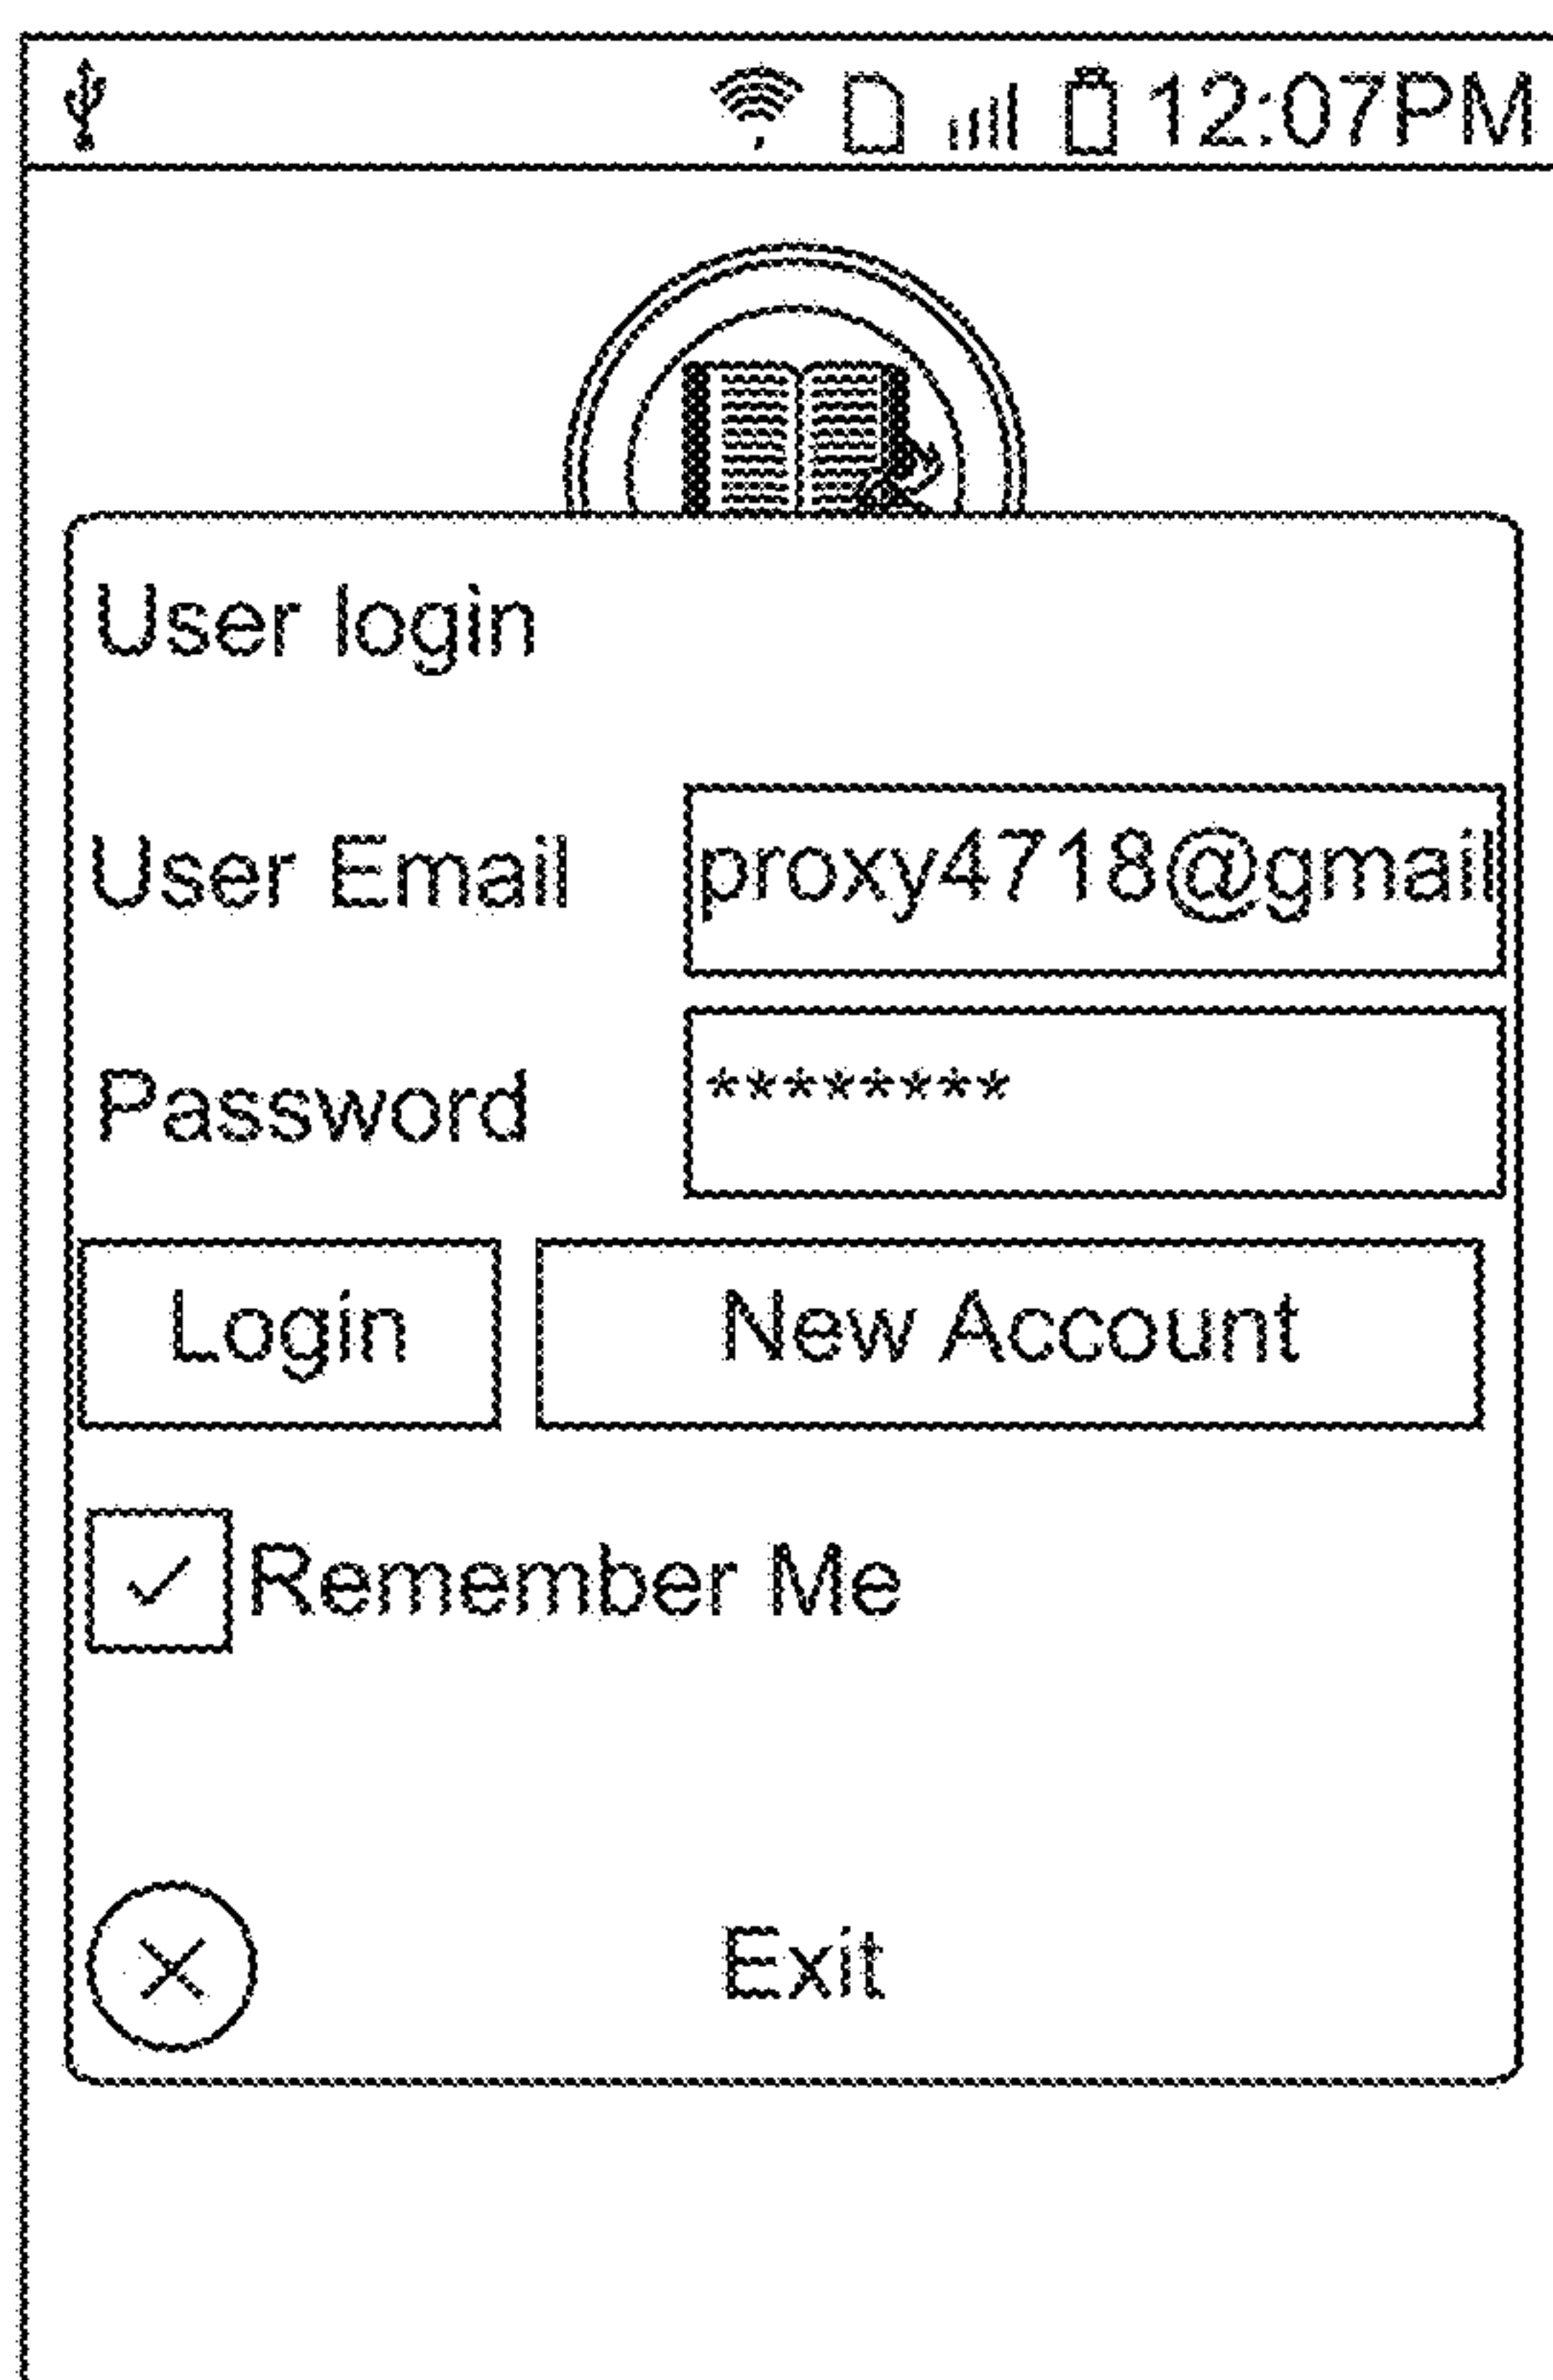 12:07PM
User login
User Email proxy4718@gmail
Password ********
Login New Account
Remember Me
Exit